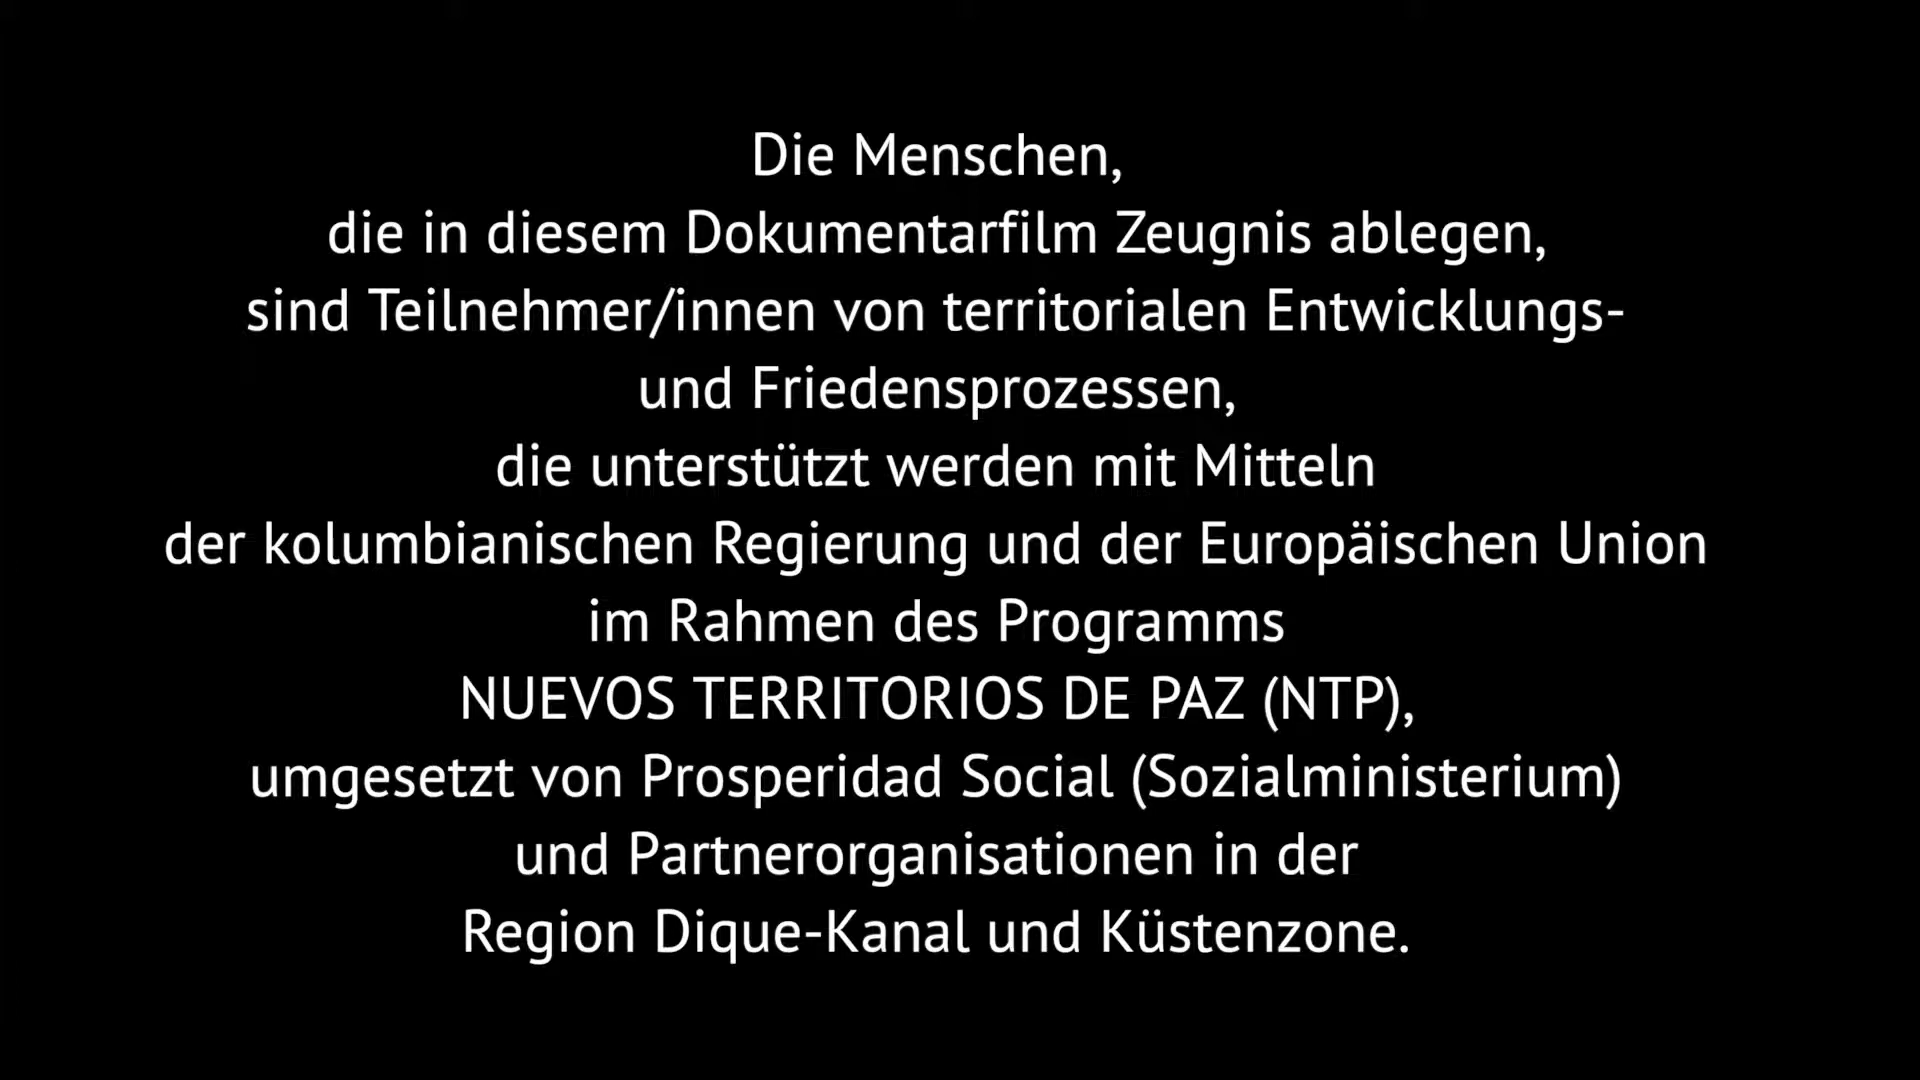 Die Menschen,
die in diesem Dokumentarfilm Zeugnis ablegen,
sind Teilnehmer/innen von territorialen Entwicklungs-
und Friedensprozessen,
die unterstützt werden mit Mitteln
der kolumbianischen Regierung und der Europäischen Union
im Rahmen des Programms
NUEVOS TERRITORIOS DE PAZ (NTP),
umgesetzt von Prosperidad Social (Sozialministerium)
und Partnerorganisationen in der
Region Dique-Kanal und Küstenzone.